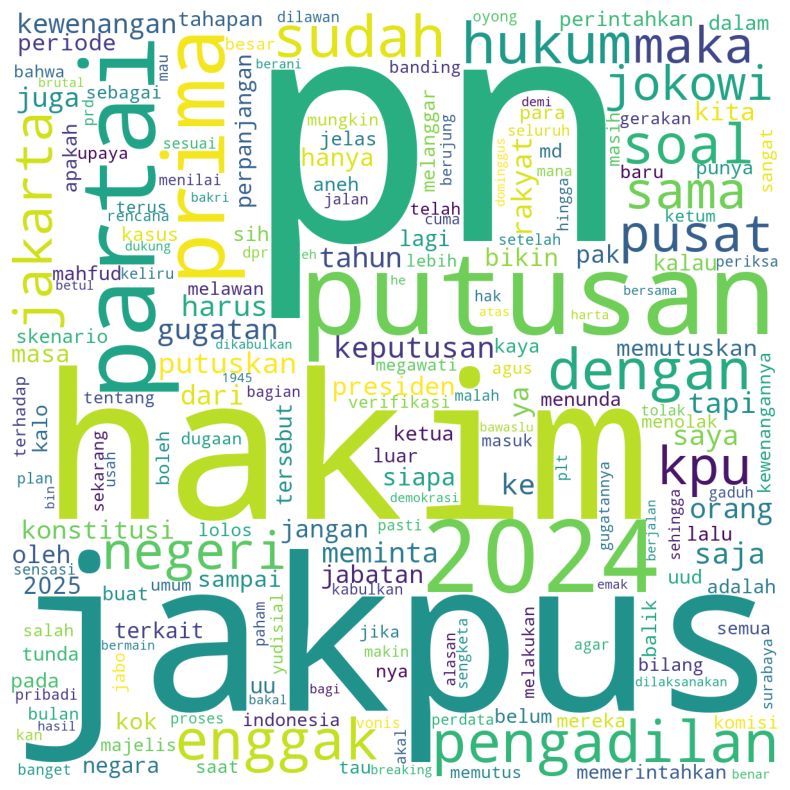 kewenangan
tahapan
dilawan
oyong
perintahkan
dalam
periode
besar
sudah
hukum
maka
bahwa
brutal
mau
partai
prima
perpanjangan
berani
pn
banding
para
demi
seluruh
masih
gerakan
kita
jokowi
juga
sebagai
prd
mungkin
jelas
melanggar
berujung
md
soal
apakah
upaya
sesuai
hanya
rakyat
baru
punya
sangat
jakarta
terus
menilai
aneh
dominggus
mana
hingga
sama
rencana
bakri
jalan
telah
cuma
setelah
ketum
kasus
sih
dpr
eh
lagi
pusat
dukung
tahun
lebih
bikin
pak
kalau
periksa
mahfud
keliru
he
bersama
betul
melawan
harus
putusan
hak
atas
harta
skenario
gugatan
dikabulkan
keputusan
kaya
memutuskan
masa
putuskan
megawati
agus
dengan
1945
presiden
malah
ya
tolak
terhadap
kalo
tentang
dari
bagian
verifikasi
menunda
menolak
tapi
hakim
bawaslu
saya
kewenangannya
sekarang
usah
boleh
dugaan
tersebut
ketua
masuk
luar
siapa
plt
ke
kpu
plan
bin
demokrasi
gugatannya
berjalan
sehingga
gaduh
orang
konstitusi
lolos
jangan
pasti
2024
lalu
oleh
negeri
meminta
saja
sensasi
2025
buat
umum
sampai
jabatan
kabulkan
emak
uud
adalah
jakpus
salah
bermain
terkait
paham
yudisial
jika
alasan
sengketa
melakukan
agar
balik
semua
surabaya
tunda
jabo
uu
makin
nya
bilang
pada
pribadi
bakal
bagi
dilaksanakan
bulan
kok
proses
indonesia
vonis
perdata
belum
mereka
komisi
kan
hasil
majelis
enggak
akal
pengadilan
banget
negara
saat
tau
breaking
memutus
memerintahkan
benar